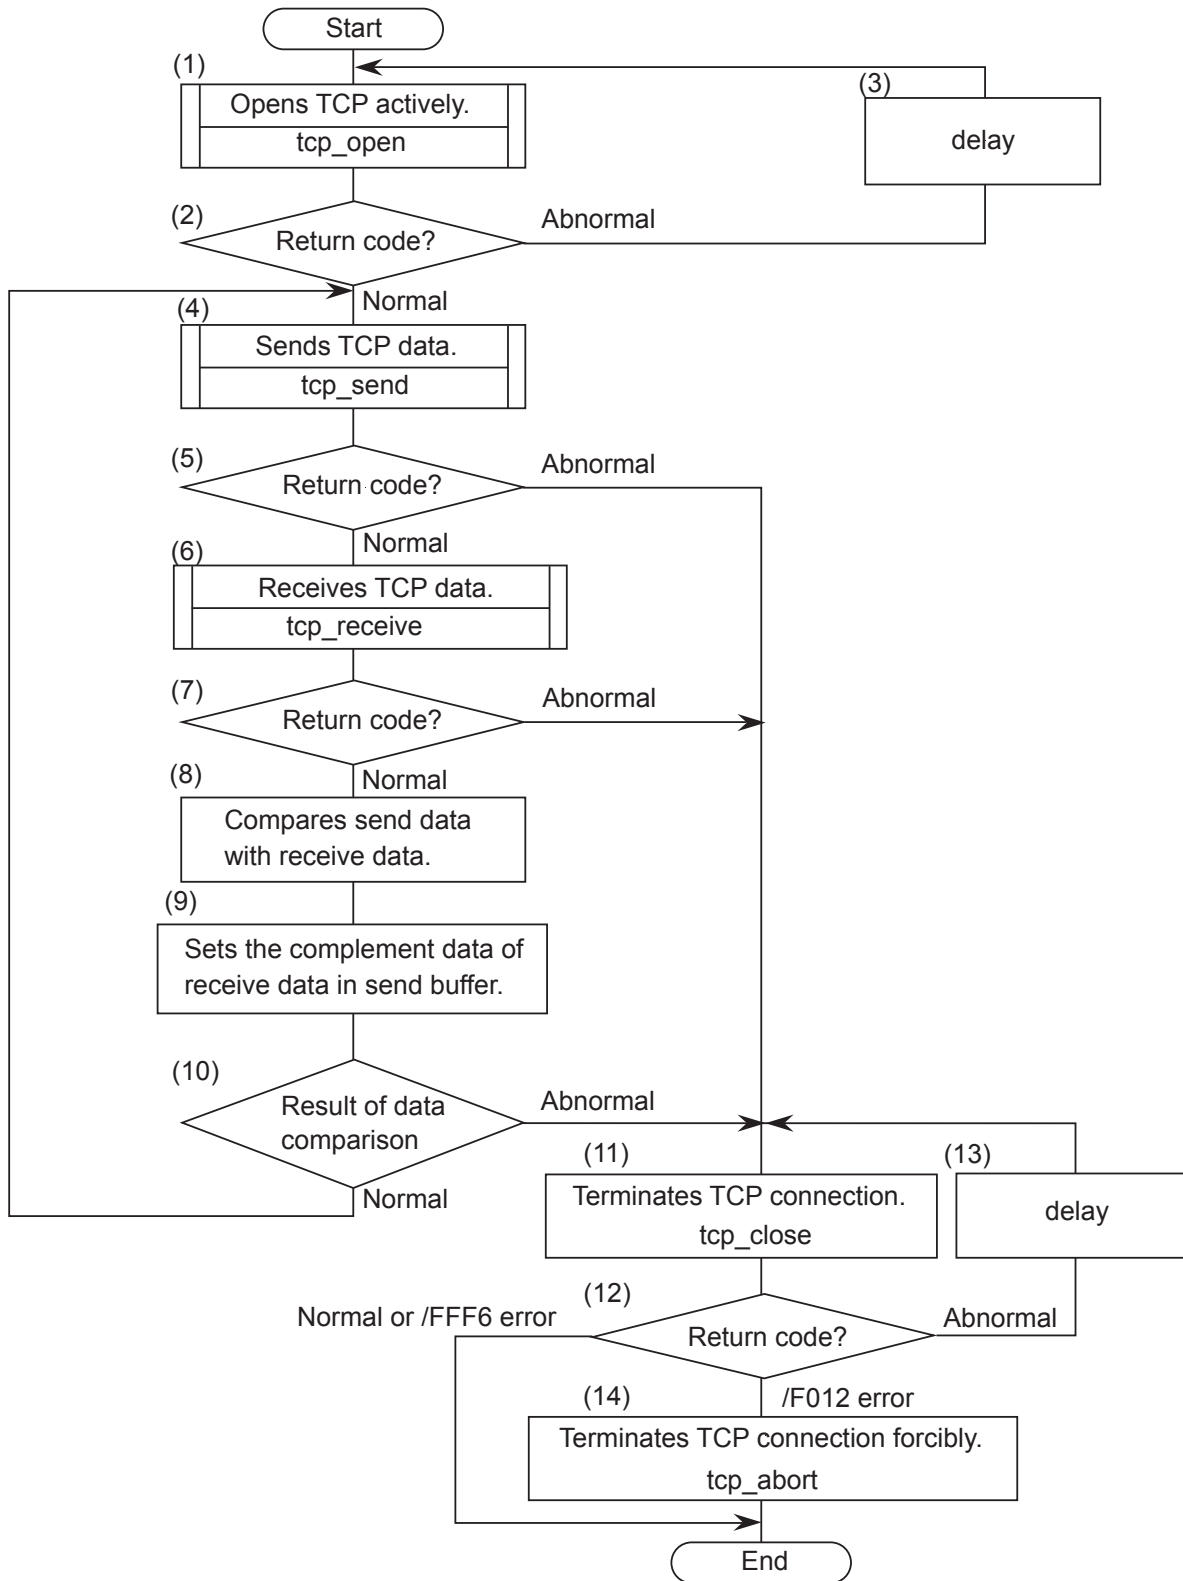 Start
(1)
Opens TCP actively.
tcp_open
(3)
delay
(2)
Return code?
Abnormal
Normal
(4)
Sends TCP data.
tcp_send
(5)
Return code?
Abnormal
Normal
(6)
Receives TCP data.
tcp_receive
(7)
Return code?
Abnormal
Normal
(8)
Compares send data
with receive data.
(9)
Sets the complement data of
receive data in send buffer.
(10)
Result of data
comparison
Abnormal
Normal
(11)
Terminates TCP connection.
tcp_close
(13)
delay
(12)
Return code?
Normal or /FFF6 error
Abnormal
/F012 error
(14)
Terminates TCP connection forcibly.
tcp_abort
End